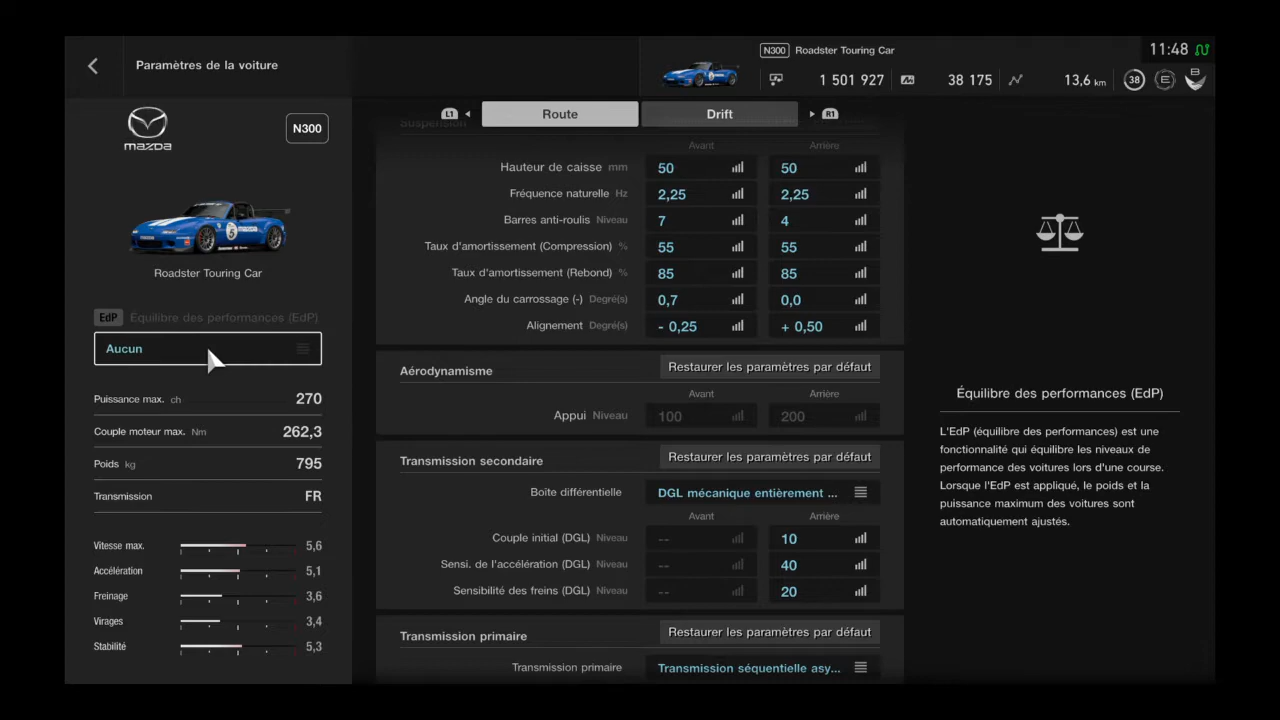 N300 Roadster Touring Car
11:48
Paramètres de la voiture
1 501 927
38 175
13,6 km
38
E
B
mazda
N300
Roadster Touring Car
EdP Équilibre des performances (EdP)
Aucun
Puissance max. ch 270
Couple moteur max. Nm 262,3
Poids kg 795
Transmission FR
Vitesse max. 5,6
Accélération 5,1
Freinage 3,6
Virages 3,4
Stabilité 5,3
L1 Route Drift R1
Suspension
Avant Arrière
Hauteur de caisse mm 50 50
Fréquence naturelle Hz 2,25 2,25
Barres anti-roulis Niveau 7 4
Taux d'amortissement (Compression) % 55 55
Taux d'amortissement (Rebond) % 85 85
Angle du carrossage (-) Degré(s) 0,7 0,0
Alignement Degré(s) - 0,25 + 0,50
Aérodynamisme Restaurer les paramètres par défaut
Avant Arrière
Appui Niveau 100 200
Transmission secondaire Restaurer les paramètres par défaut
Boîte différentielle DGL mécanique entièrement ...
Avant Arrière
Couple initial (DGL) Niveau -- 10
Sensi. de l'accélération (DGL) Niveau -- 40
Sensibilité des freins (DGL) Niveau -- 20
Transmission primaire Restaurer les paramètres par défaut
Transmission primaire Transmission séquentielle asy...
Équilibre des performances (EdP)
L'EdP (équilibre des performances) est une
fonctionnalité qui équilibre les niveaux de
performance des voitures lors d'une course.
Lorsque l'EdP est appliqué, le poids et la
puissance maximum des voitures sont
automatiquement ajustés.